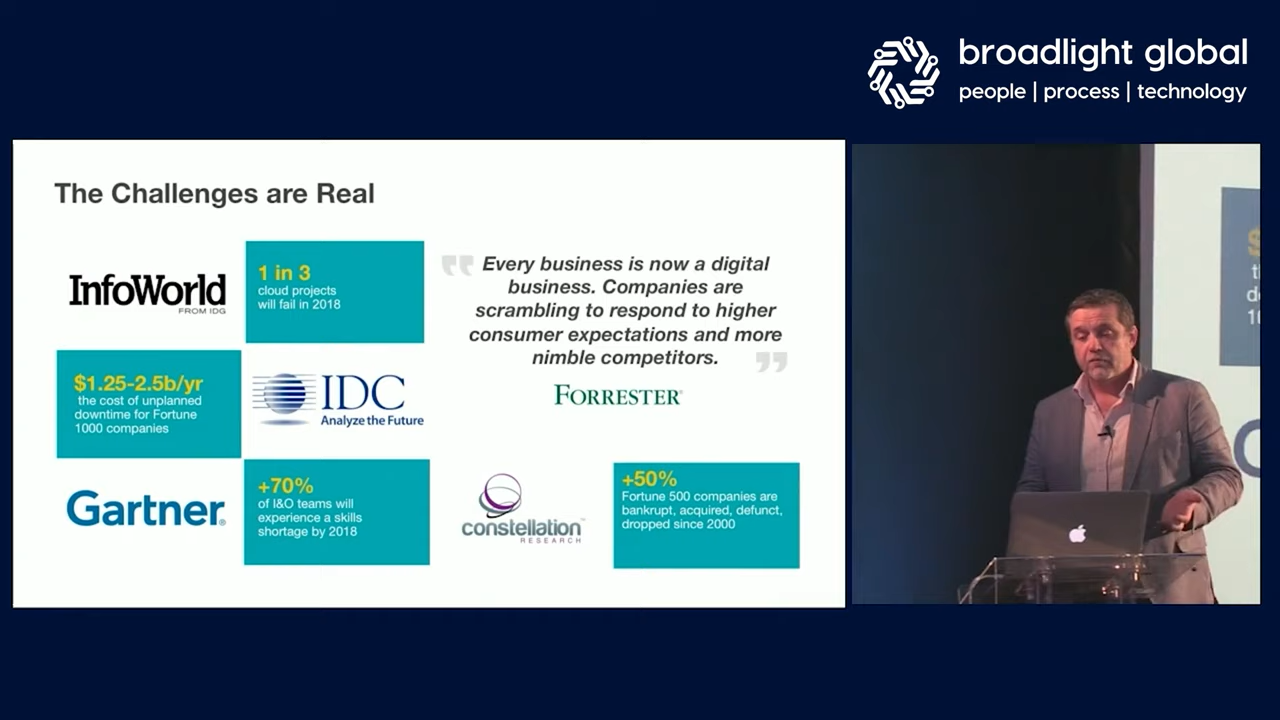 broadlight global
people | process | technology
The Challenges are Real
InfoWorld
FROM IDG
1 in 3
cloud projects
will fail in 2018
$1.25-2.5b/yr
the cost of unplanned
downtime for Fortune
1000 companies
IDC
Analyze the Future
Gartner®
+70%
of I&O teams will
experience a skills
shortage by 2018
Every business is now a digital
business. Companies are
scrambling to respond to higher
consumer expectations and more
nimble competitors.
FORRESTER®
constellation™
RESEARCH
+50%
Fortune 500 companies are
bankrupt, acquired, defunct,
dropped since 2000